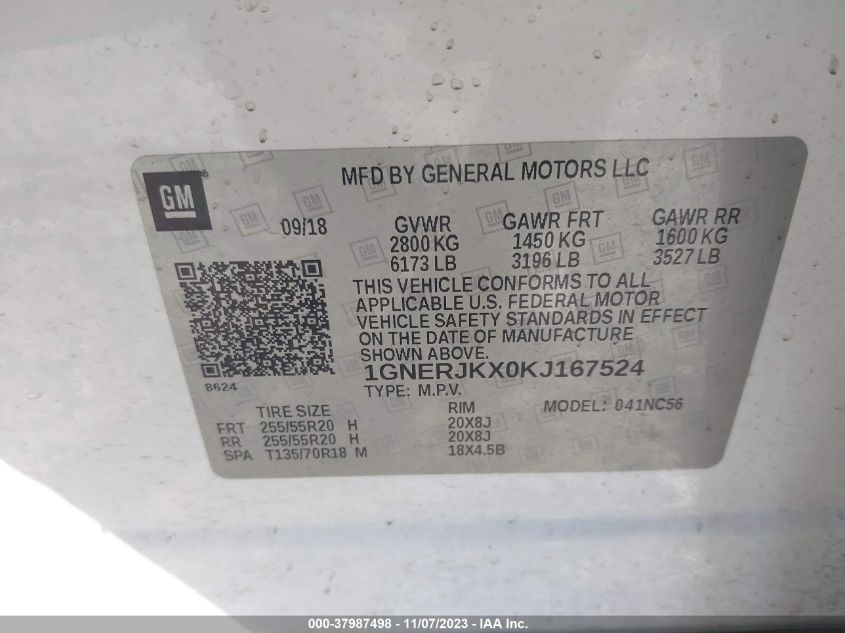 GM
MFD BY GENERAL MOTORS LLC
09/18 GVWR GAWR FRT GAWR RR
2800 KG 1450 KG 1600 KG
6173 LB 3196 LB 3527 LB
THIS VEHICLE CONFORMS TO ALL
APPLICABLE U.S. FEDERAL MOTOR
VEHICLE SAFETY STANDARDS IN EFFECT
ON THE DATE OF MANUFACTURE
SHOWN ABOVE.
8624
1GNERJKX0KJ167524
TYPE: M.P.V.
TIRE SIZE RIM MODEL: 041NC56
FRT 255/55R20 H 20X8J
RR 255/55R20 H 20X8J
SPA T135/70R18 M 18X4.5B
000-37987498 - 11/07/2023 - IAA Inc.